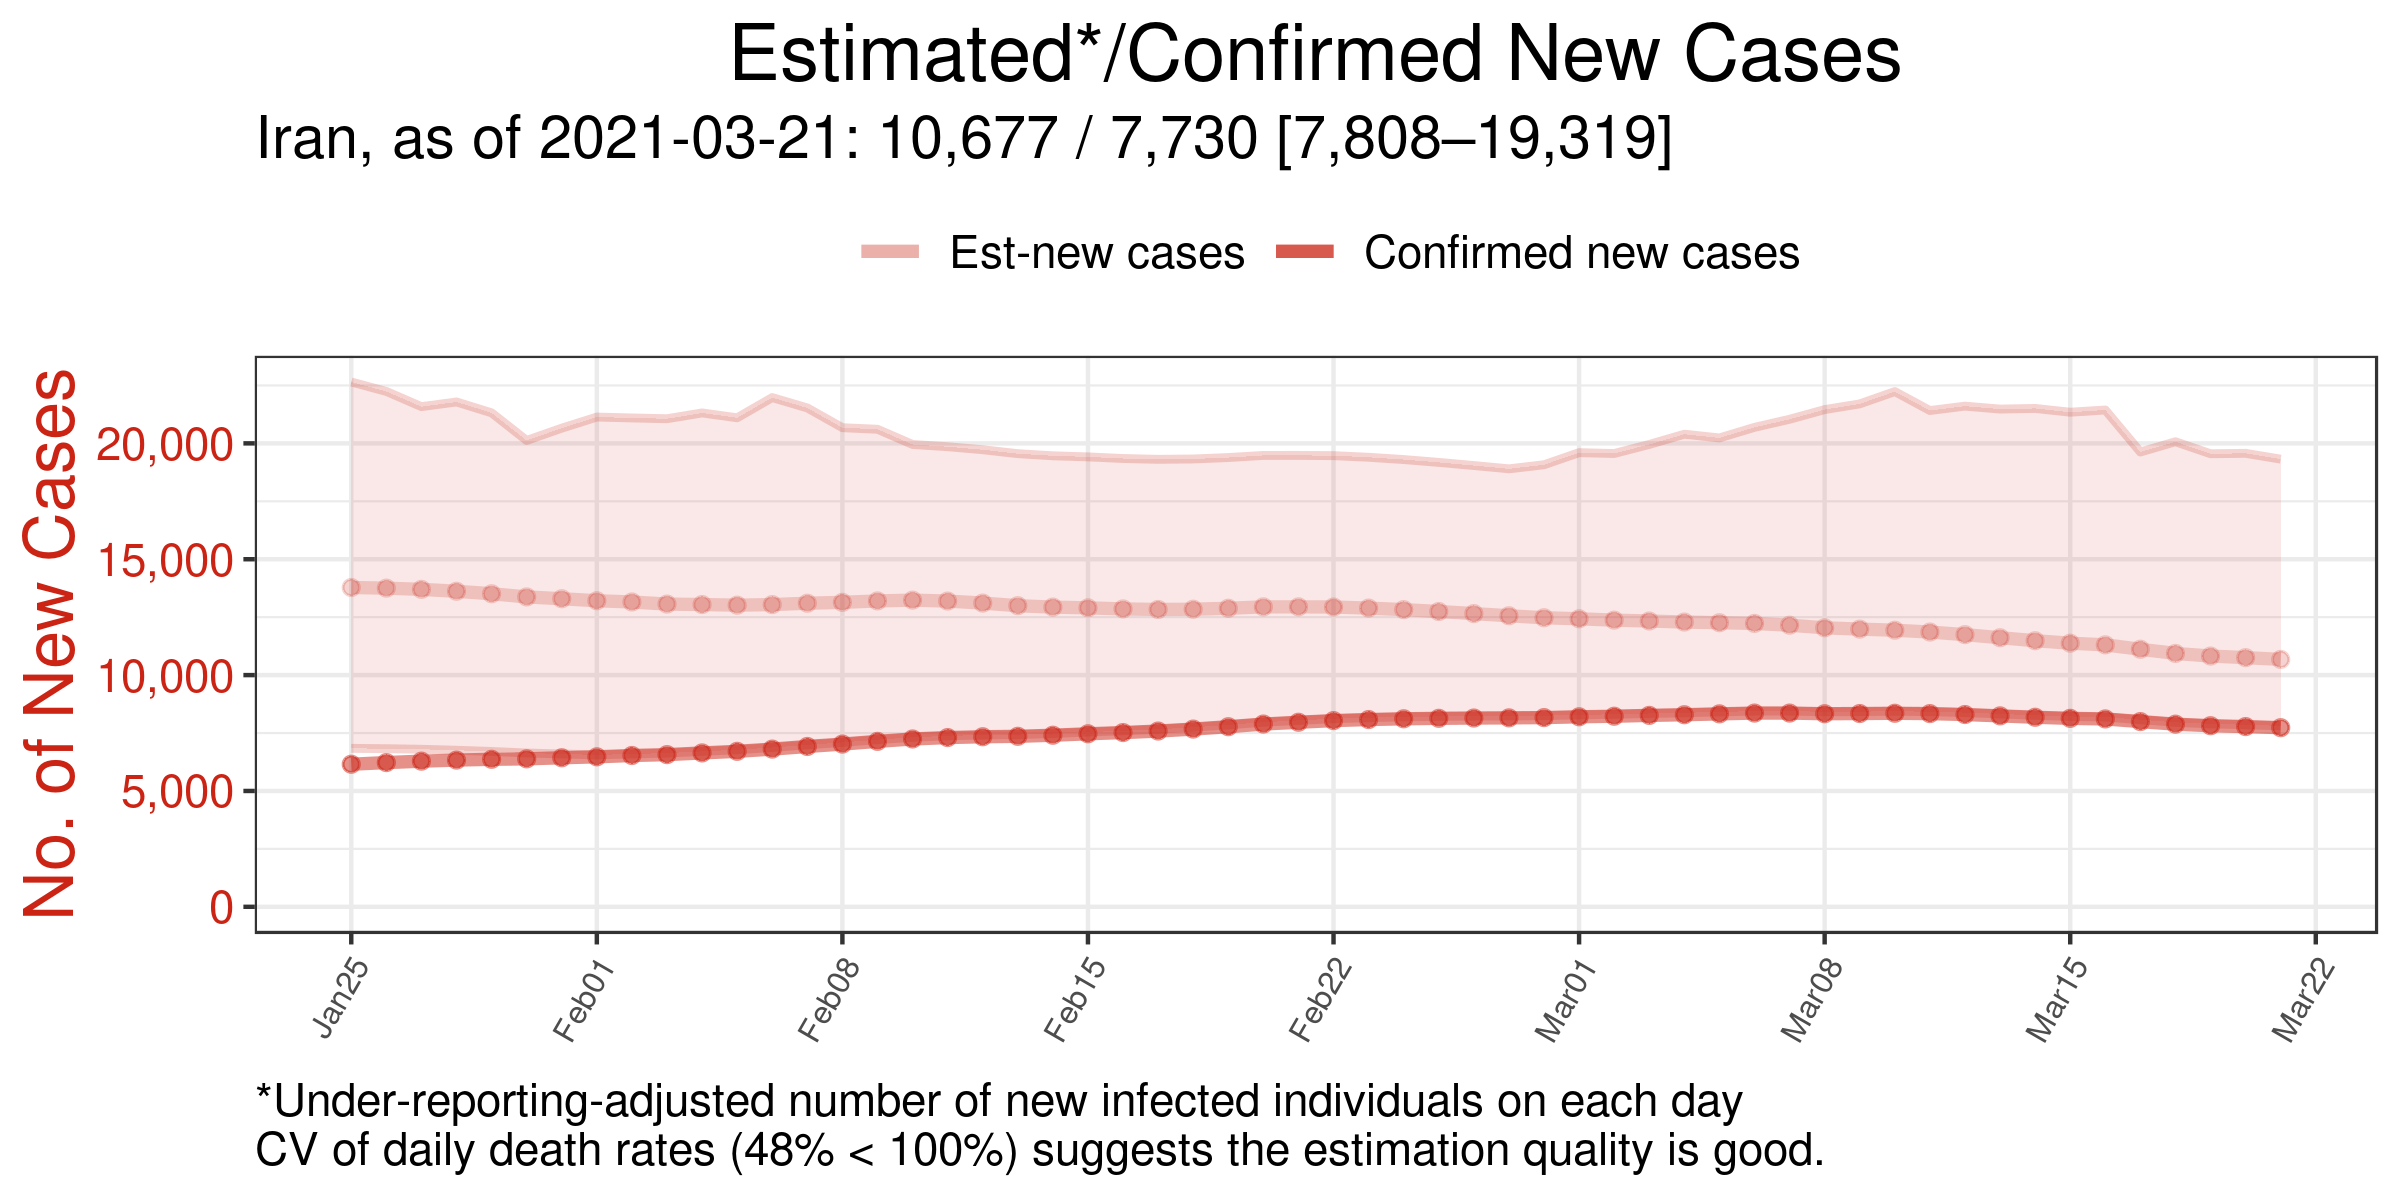 Estimated*/Confirmed New Cases
Iran, as of 2021-03-21: 10,677 / 7,730 [7,808–19,319]
Est-new cases
Confirmed new cases
No. of New Cases
20,000
15,000
10,000
5,000
0
Jan25
Feb01
Feb08
Feb15
Feb22
Mar01
Mar08
Mar15
Mar22
*Under-reporting-adjusted number of new infected individuals on each day
CV of daily death rates (48% < 100%) suggests the estimation quality is good.